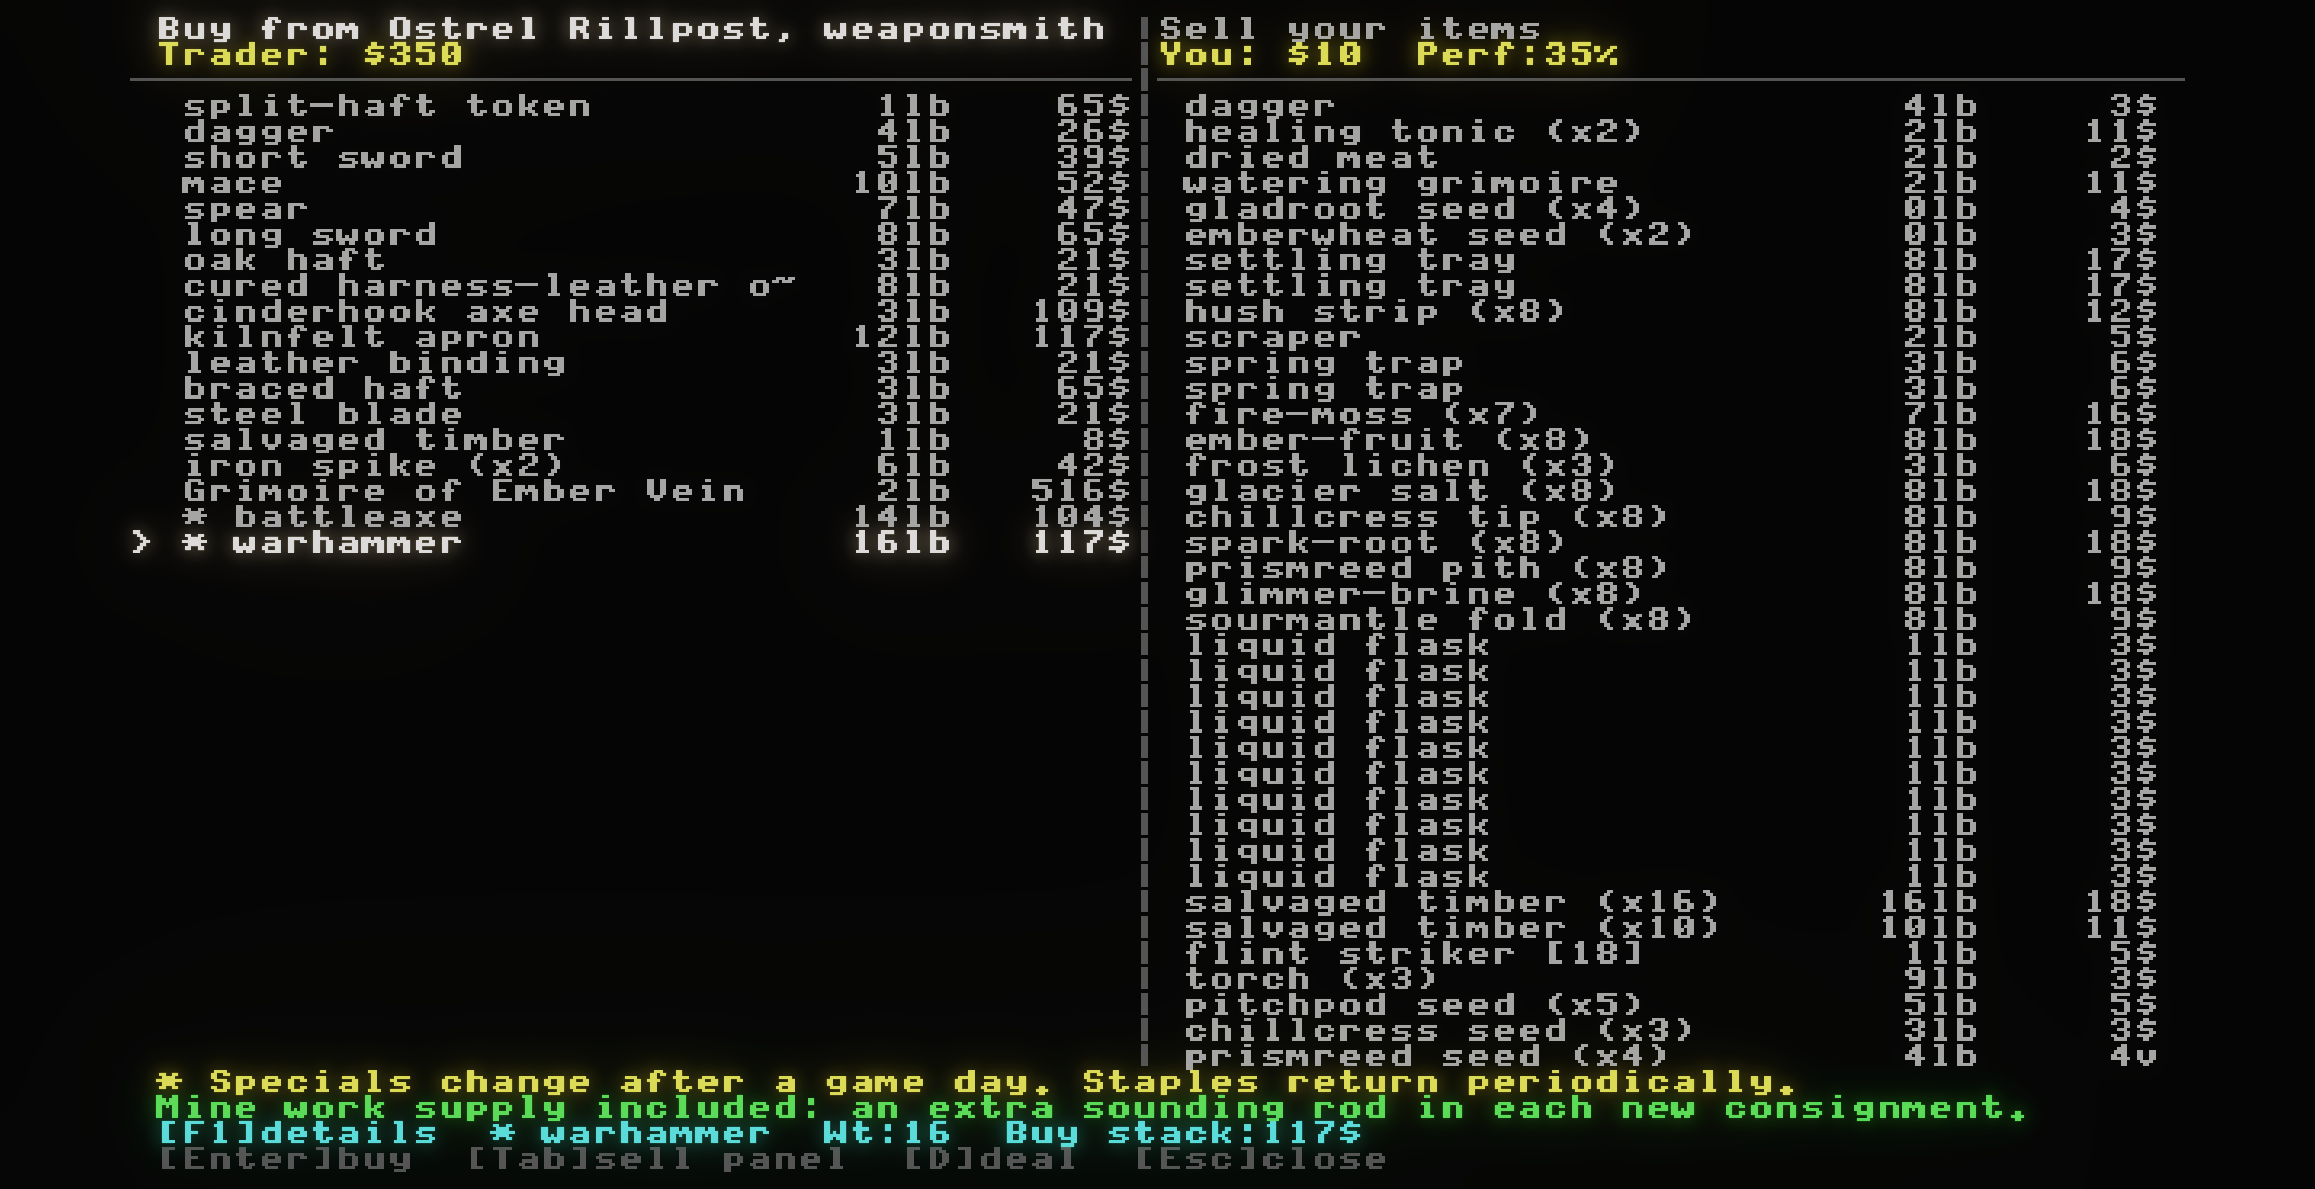 Buy from Ostrel Rillpost, weaponsmith
Trader: $350
split-haft token 1lb 65$
dagger 4lb 26$
short sword 5lb 39$
mace 10lb 52$
spear 7lb 47$
long sword 8lb 65$
oak haft 3lb 21$
cured harness-leather o~ 8lb 21$
cinderhook axe head 3lb 109$
kilnfelt apron 12lb 117$
leather binding 3lb 21$
braced haft 3lb 65$
steel blade 3lb 21$
salvaged timber 1lb 8$
iron spike (x2) 6lb 42$
Grimoire of Ember Vein 2lb 516$
* battleaxe 14lb 104$
> * warhammer 16lb 117$
Sell your items
You: $10 Perf:35%
dagger 4lb 3$
healing tonic (x2) 2lb 11$
dried meat 2lb 2$
watering grimoire 2lb 11$
gladroot seed (x4) 0lb 4$
emberwheat seed (x2) 0lb 3$
settling tray 8lb 17$
settling tray 8lb 17$
hush strip (x8) 8lb 12$
scraper 2lb 5$
spring trap 3lb 6$
spring trap 3lb 6$
fire-moss (x7) 7lb 16$
ember-fruit (x8) 8lb 18$
frost lichen (x3) 3lb 6$
glacier salt (x8) 8lb 18$
chillcress tip (x8) 8lb 9$
spark-root (x8) 8lb 18$
prismreed pith (x8) 8lb 9$
glimmer-brine (x8) 8lb 18$
sourmantle fold (x8) 8lb 9$
liquid flask 1lb 3$
liquid flask 1lb 3$
liquid flask 1lb 3$
liquid flask 1lb 3$
liquid flask 1lb 3$
liquid flask 1lb 3$
liquid flask 1lb 3$
liquid flask 1lb 3$
liquid flask 1lb 3$
liquid flask 1lb 3$
salvaged timber (x16) 16lb 18$
salvaged timber (x10) 10lb 11$
flint striker [18] 1lb 5$
torch (x3) 9lb 3$
pitchpod seed (x5) 5lb 5$
chillcress seed (x3) 3lb 3$
prismreed seed (x4) 4lb 4v
* Specials change after a game day. Staples return periodically.
Mine work supply included: an extra sounding rod in each new consignment.
[F1]details * warhammer Wt:16 Buy stack:117$
[Enter]buy [Tab]sell panel [D]deal [Esc]close